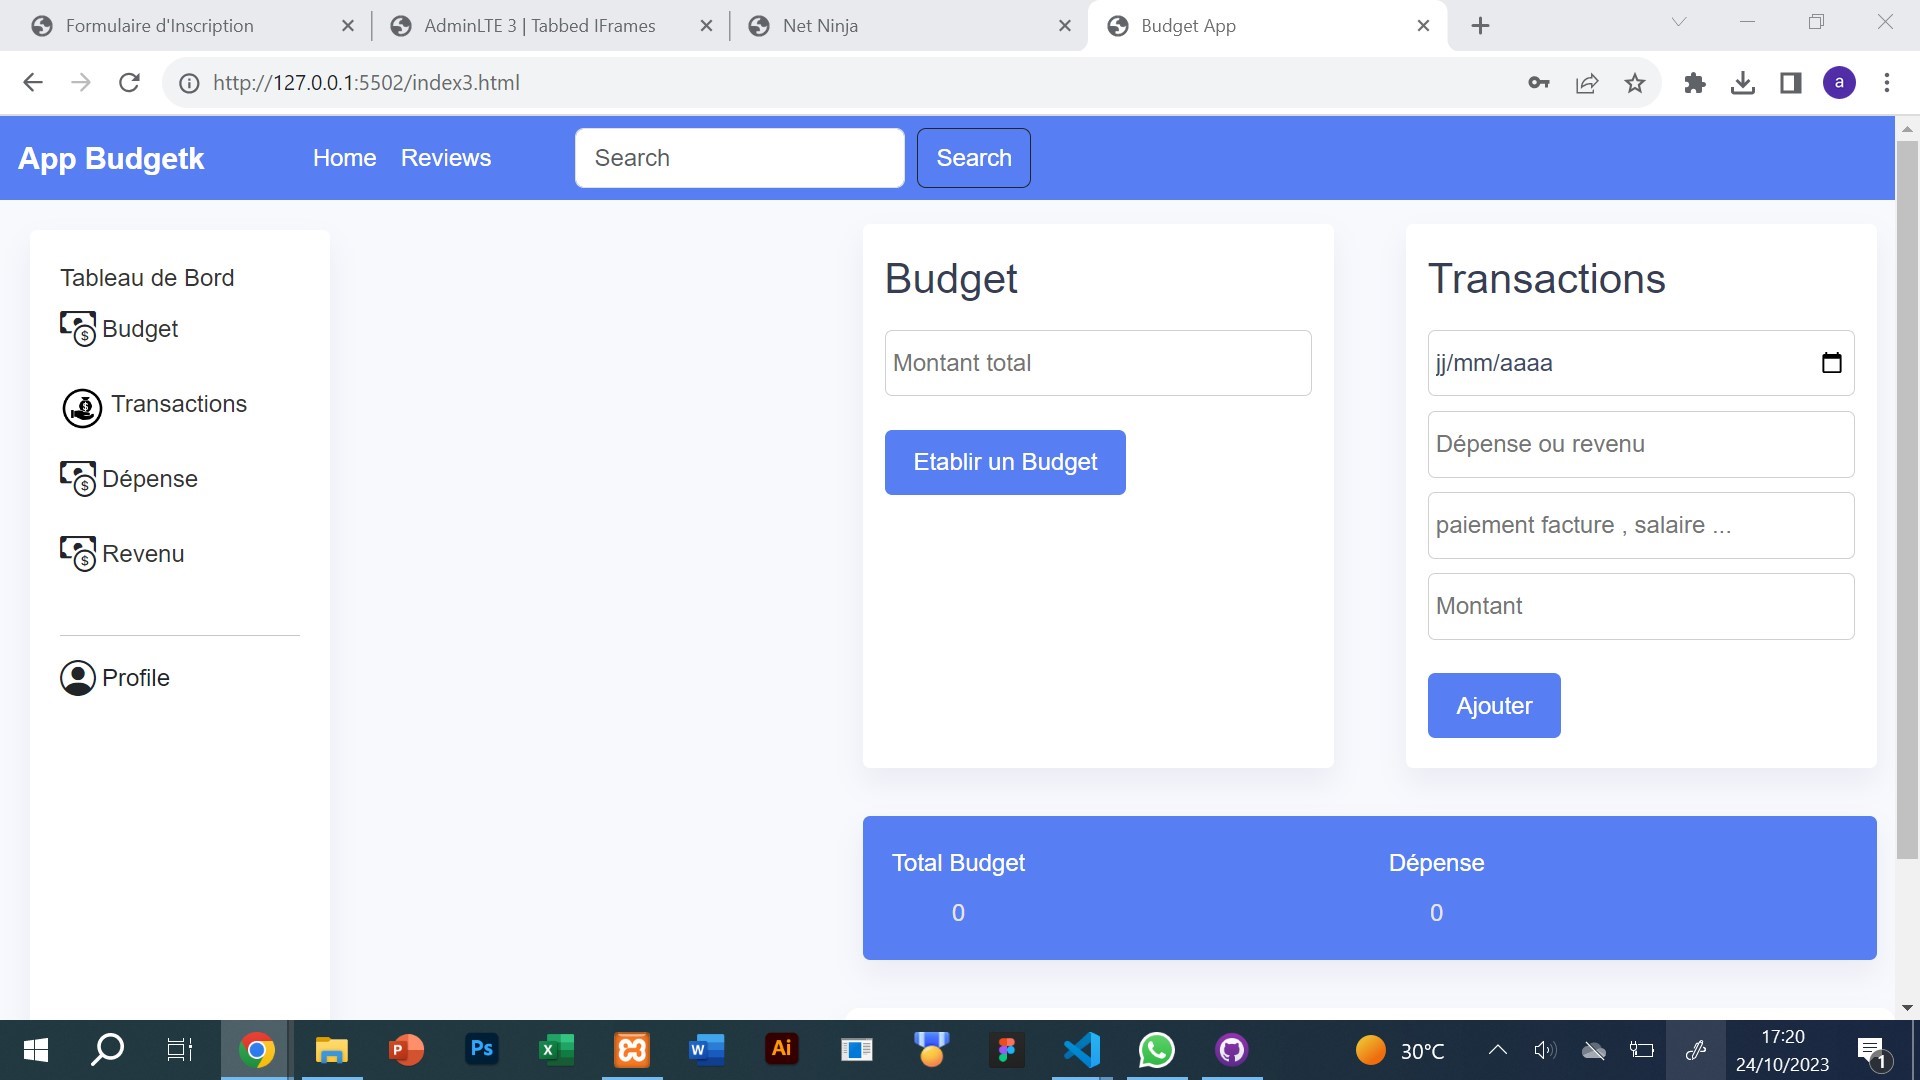 Formulaire d'Inscription
AdminLTE 3 | Tabbed IFrames
Net Ninja
Budget App
http://127.0.0.1:5502/index3.html
a
App Budgetk
Home
Reviews
Search
Search
Tableau de Bord
Budget
Transactions
Dépense
Revenu
Profile
Budget
Montant total
Etablir un Budget
Transactions
jj/mm/aaaa
Dépense ou revenu
paiement facture , salaire ...
Montant
Ajouter
Total Budget
Dépense
0
0
P
Ps
X
W
Ai
30°C
17:20
24/10/2023
1